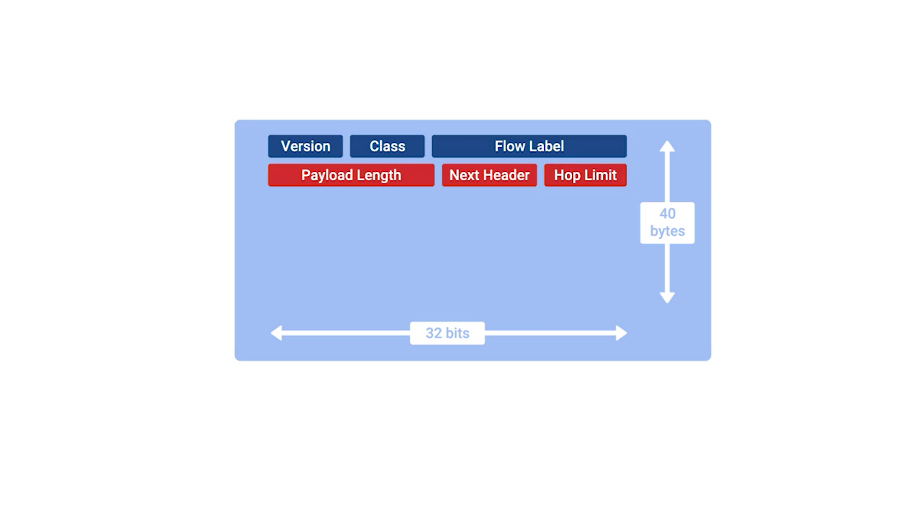 Version Class Flow Label
Payload Length Next Header Hop Limit
40
bytes
32 bits